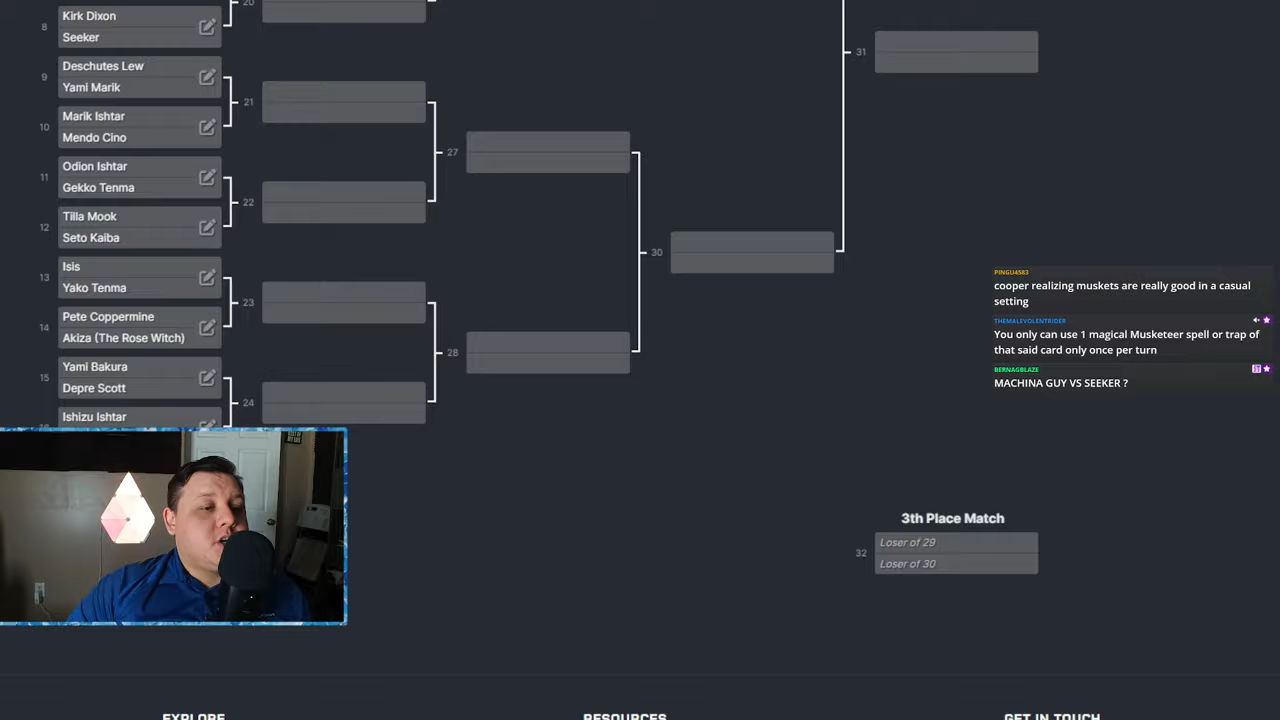 Kirk Dixon
20
8
Seeker
31
Deschutes Lew
9
Yami Marik
21
Marik Ishtar
10
Mendo Cino
27
Odion Ishtar
11
Gekko Tenma
22
Tilla Mook
12
Seto Kaiba
30
Isis
13
Yako Tenma
23
Pete Coppermine
14
Akiza (The Rose Witch)
28
Yami Bakura
15
Depre Scott
24
Ishizu Ishtar
PINGU4583
cooper realizing muskets are really good in a casual
setting
THEMALEVOLENTRIDER
You only can use 1 magical Musketeer spell or trap of
that said card only once per turn
BERNAGBLAZE
MACHINA GUY VS SEEKER ?
3th Place Match
32
Loser of 29
Loser of 30
EXPLORE
RESOURCES
GET IN TOUCH